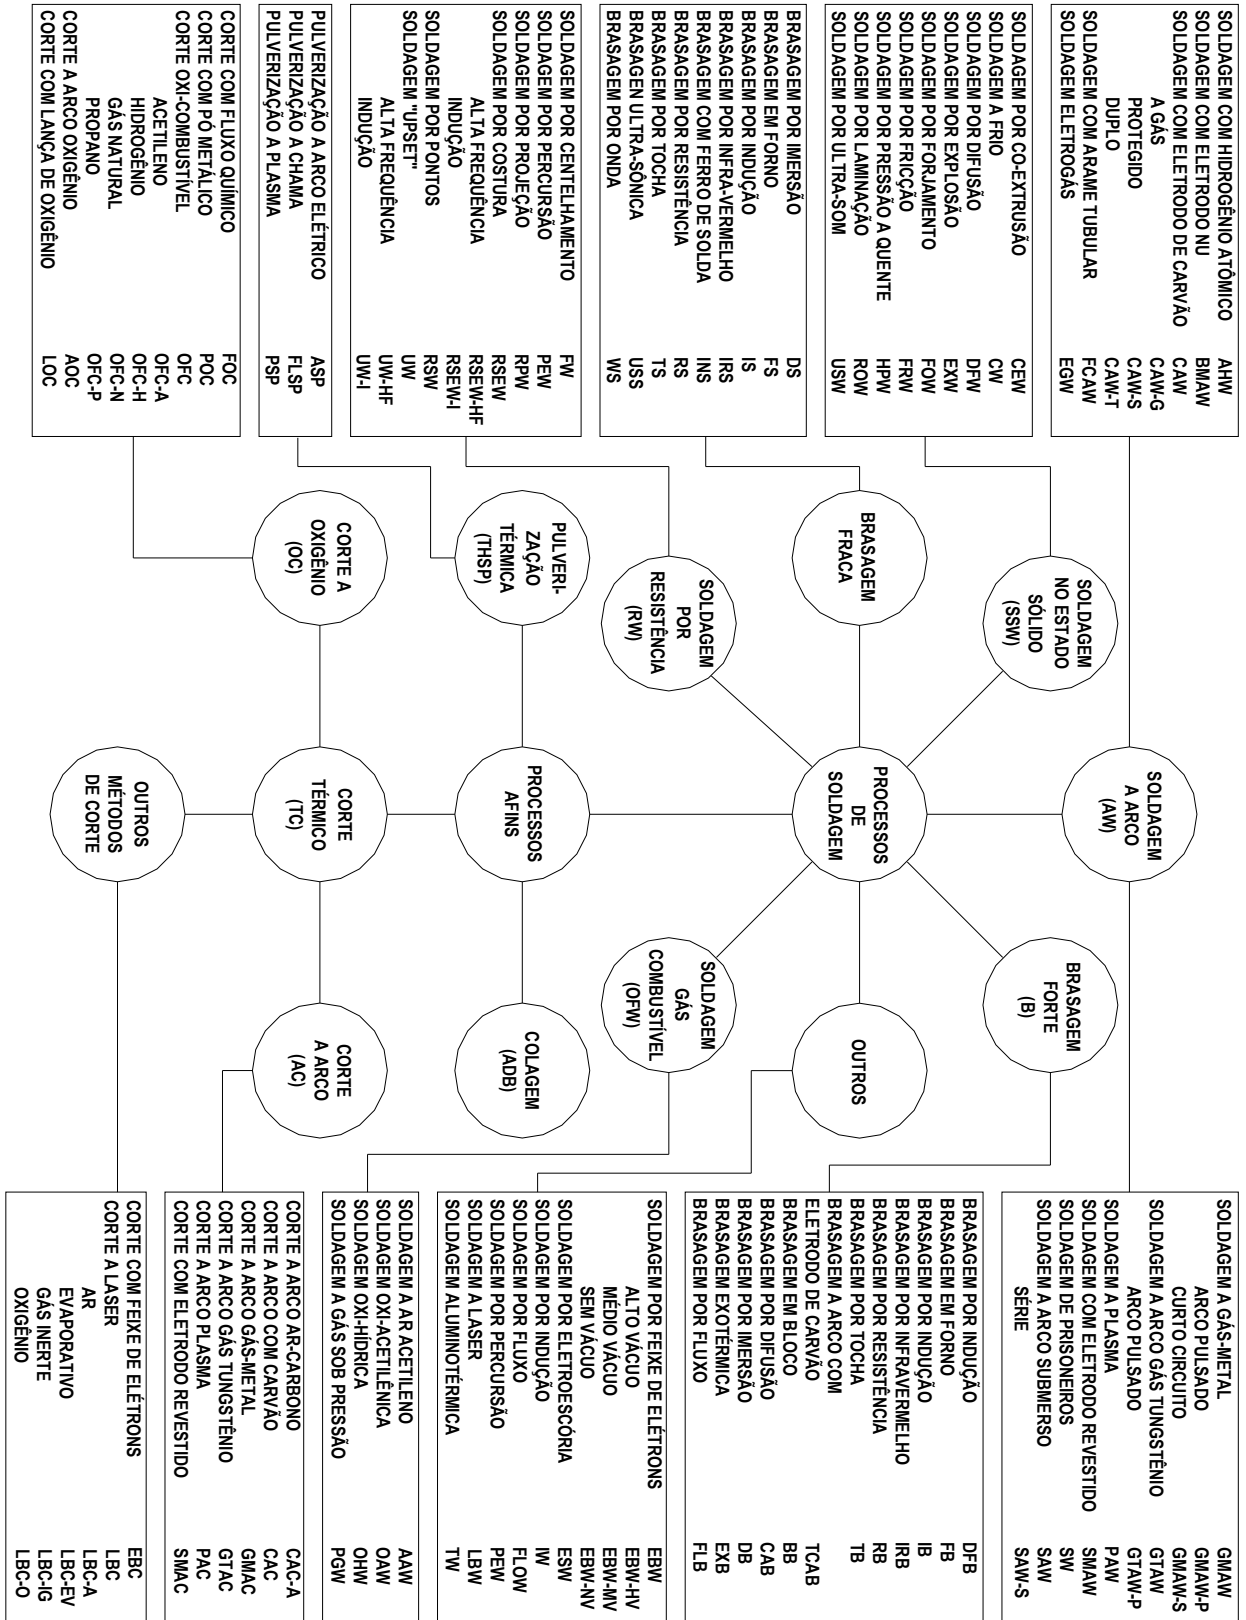 SOLDAGEM COM HIDROGÊNIO ATÔMICO AHW
SOLDAGEM COM ELETRODO NU BMAW
SOLDAGEM COM ELETRODO DE CARVÃO CAW
A GÁS CAW-G
PROTEGIDO CAW-S
DUPLO CAW-T
SOLDAGEM COM ARAME TUBULAR FCAW
SOLDAGEM ELETROGÁS EGW
SOLDAGEM
A ARCO
(AW)
SOLDAGEM A GÁS-METAL GMAW
ARCO PULSADO GMAW-P
CURTO CIRCUITO GMAW-S
SOLDAGEM A ARCO GÁS TUNGSTÊNIO GTAW
ARCO PULSADO GTAW-P
SOLDAGEM A PLASMA PAW
SOLDAGEM COM ELETRODO REVESTIDO SMAW
SOLDAGEM DE PRISONEIROS SW
SOLDAGEM A ARCO SUBMERSO SAW
SÉRIE SAW-S
SOLDAGEM POR CO-EXTRUSÃO CEW
SOLDAGEM A FRIO CW
SOLDAGEM POR DIFUSÃO DFW
SOLDAGEM POR EXPLOSÃO EXW
SOLDAGEM POR FORJAMENTO FOW
SOLDAGEM POR FRICÇÃO FRW
SOLDAGEM POR PRESSÃO A QUENTE HPW
SOLDAGEM POR LAMINAÇÃO ROW
SOLDAGEM POR ULTRA-SOM USW
SOLDAGEM
NO ESTADO
SÓLIDO
(SSW)
BRASAGEM
FORTE
(B)
BRASAGEM POR INDUÇÃO DFB
BRASAGEM EM FORNO FB
BRASAGEM POR INDUÇÃO IB
BRASAGEM POR INFRAVERMELHO IRB
BRASAGEM POR RESISTÊNCIA RB
BRASAGEM POR TOCHA TB
BRASAGEM A ARCO COM
ELETRODO DE CARVÃO TCAB
BRASAGEM EM BLOCO BB
BRASAGEM POR DIFUSÃO CAB
BRASAGEM POR IMERSÃO DB
BRASAGEM EXOTÉRMICA EXB
BRASAGEM POR FLUXO FLB
BRASAGEM POR IMERSÃO DS
BRASAGEM EM FORNO FS
BRASAGEM POR INDUÇÃO IS
BRASAGEM POR INFRA-VERMELHO IRS
BRASAGEM COM FERRO DE SOLDA INS
BRASAGEM POR RESISTÊNCIA RS
BRASAGEM POR TOCHA TS
BRASAGEN ULTRA-SÔNICA USS
BRASAGEM POR ONDA WS
BRASAGEM
FRACA
PROCESSOS
DE
SOLDAGEM
OUTROS
SOLDAGEM POR FEIXE DE ELÉTRONS EBW
ALTO VÁCUO EBW-HV
MÉDIO VÁCUO EBW-MV
SEM VÁCUO EBW-NV
SOLDAGEM POR ELETROESCÓRIA ESW
SOLDAGEM POR INDUÇÃO IW
SOLDAGEM POR FLUXO FLOW
SOLDAGEM POR PERCURSÃO PEW
SOLDAGEM A LASER LBW
SOLDAGEM ALUMINOTÉRMICA TW
SOLDAGEM POR CENTELHAMENTO FW
SOLDAGEM POR PERCURSÃO PEW
SOLDAGEM POR PROJEÇÃO RPW
SOLDAGEM POR COSTURA RSEW
ALTA FREQUÊNCIA RSEW-HF
INDUÇÃO RSEW-I
SOLDAGEM POR PONTOS RSW
SOLDAGEM "UPSET" UW
ALTA FREQUÊNCIA UW-HF
INDUÇÃO UW-I
SOLDAGEM
POR
RESISTÊNCIA
(RW)
SOLDAGEM
GÁS
COMBUSTÍVEL
(OFW)
SOLDAGEM A AR ACETILENO AAW
SOLDAGEM OXI-ACETILÊNICA OAW
SOLDAGEM OXI-HÍDRICA OHW
SOLDAGEM A GÁS SOB PRESSÃO PGW
PULVERIZAÇÃO A ARCO ELÉTRICO ASP
PULVERIZAÇÃO A CHAMA FLSP
PULVERIZAÇÃO A PLASMA PSP
PULVERI-
ZAÇÃO
TÉRMICA
(THSP)
PROCESSOS
AFINS
COLAGEM
(ADB)
CORTE COM FLUXO QUÍMICO FOC
CORTE COM PÓ METÁLICO POC
CORTE OXI-COMBUSTÍVEL OFC
ACETILENO OFC-A
HIDROGÊNIO OFC-H
GÁS NATURAL OFC-N
PROPANO OFC-P
CORTE A ARCO OXIGÊNIO AOC
CORTE COM LANÇA DE OXIGÊNIO LOC
CORTE A
OXIGÊNIO
(OC)
CORTE
TÉRMICO
(TC)
CORTE
A ARCO
(AC)
CORTE A ARCO AR-CARBONO CAC-A
CORTE A ARCO COM CARVÃO CAC
CORTE A ARCO GÁS-METAL GMAC
CORTE A ARCO GÁS TUNGSTÊNIO GTAC
CORTE A ARCO PLASMA PAC
CORTE COM ELETRODO REVESTIDO SMAC
OUTROS
MÉTODOS
DE CORTE
CORTE COM FEIXE DE ELÉTRONS EBC
CORTE A LASER LBC
AR LBC-A
EVAPORATIVO LBC-EV
GÁS INERTE LBC-IG
OXIGÊNIO LBC-O